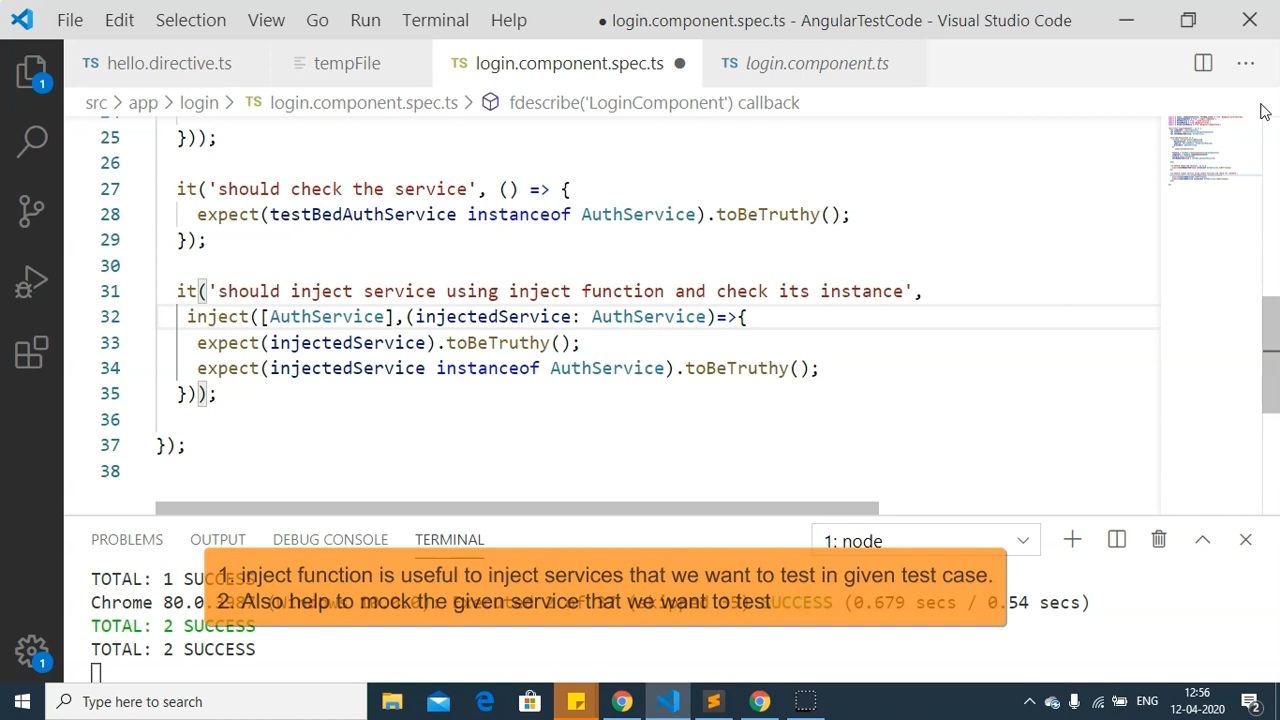 File Edit Selection View Go Run Terminal Help ● login.component.spec.ts - AngularTestCode - Visual Studio Code
TS hello.directive.ts tempFile TS login.component.spec.ts ● TS login.component.ts ...
src > app > login > TS login.component.spec.ts > fdescribe('LoginComponent') callback
25 }));
26
27 it('should check the service', () => {
28 expect(testBedAuthService instanceof AuthService).toBeTruthy();
29 });
30
31 it('should inject service using inject function and check its instance',
32 inject([AuthService],(injectedService: AuthService)=>{
33 expect(injectedService).toBeTruthy();
34 expect(injectedService instanceof AuthService).toBeTruthy();
35 }));
36
37 });
38
PROBLEMS OUTPUT DEBUG CONSOLE TERMINAL 1: node
TOTAL: 1 SUCCESS
1. inject function is useful to inject services that we want to test in given test case.
Chrome 80.0. SUCCESS (0.679 secs / 0.54 secs)
2. Also help to mock the given service that we want to test
TOTAL: 2 SUCCESS
TOTAL: 2 SUCCESS
1
1
Type here to search
ENG
12:56
12-04-2020
2